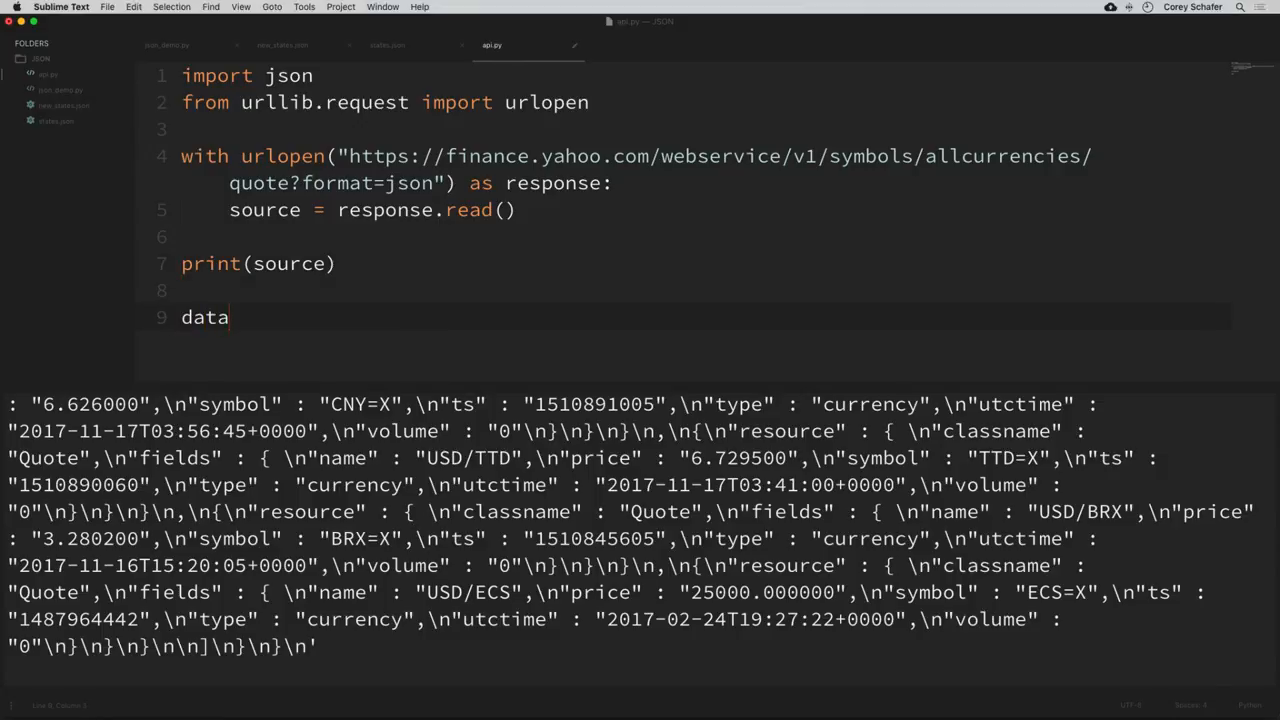 Sublime Text File Edit Selection Find View Goto Tools Project Window Help Corey Schafer
api.py — JSON
FOLDERS
JSON
api.py
json_demo.py
new_states.json
states.json
json_demo.py new_states.json states.json api.py
1 import json
2 from urllib.request import urlopen
3
4 with urlopen("https://finance.yahoo.com/webservice/v1/symbols/allcurrencies/
quote?format=json") as response:
5 source = response.read()
6
7 print(source)
8
9 data
: "6.626000",\n"symbol" : "CNY=X",\n"ts" : "1510891005",\n"type" : "currency",\n"utctime" :
"2017-11-17T03:56:45+0000",\n"volume" : "0"\n}\n}\n}\n,\n{\n"resource" : { \n"classname" :
"Quote",\n"fields" : { \n"name" : "USD/TTD",\n"price" : "6.729500",\n"symbol" : "TTD=X",\n"ts" :
"1510890060",\n"type" : "currency",\n"utctime" : "2017-11-17T03:41:00+0000",\n"volume" :
"0"\n}\n}\n}\n,\n{\n"resource" : { \n"classname" : "Quote",\n"fields" : { \n"name" : "USD/BRX",\n"price"
: "3.280200",\n"symbol" : "BRX=X",\n"ts" : "1510845605",\n"type" : "currency",\n"utctime" :
"2017-11-16T15:20:05+0000",\n"volume" : "0"\n}\n}\n}\n,\n{\n"resource" : { \n"classname" :
"Quote",\n"fields" : { \n"name" : "USD/ECS",\n"price" : "25000.000000",\n"symbol" : "ECS=X",\n"ts" :
"1487964442",\n"type" : "currency",\n"utctime" : "2017-02-24T19:27:22+0000",\n"volume" :
"0"\n}\n}\n}\n\n]\n}\n}\n'
UTF-8 Python